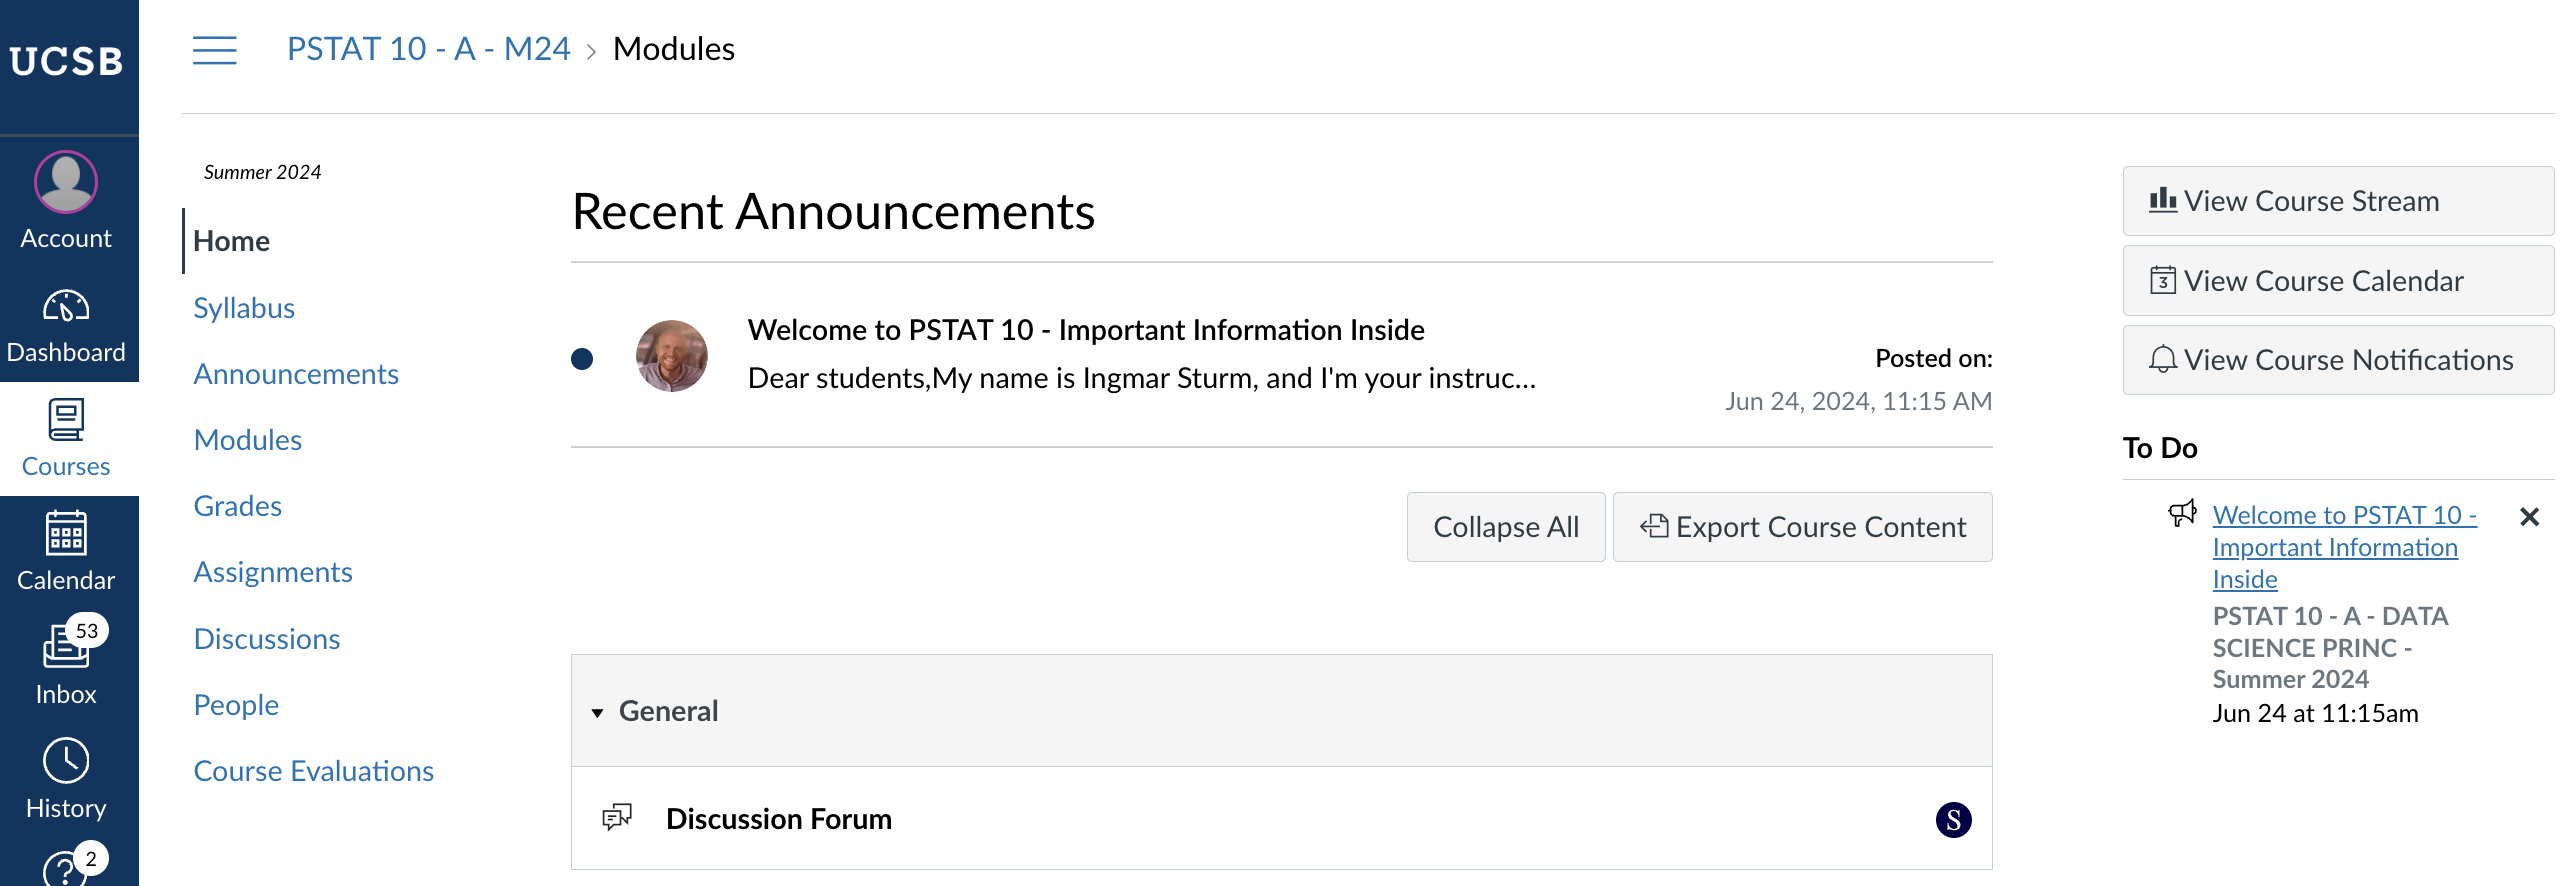 UCSB
Account
Dashboard
Courses
Calendar
53
Inbox
History
2
PSTAT 10 - A - M24 > Modules
Summer 2024
Home
Syllabus
Announcements
Modules
Grades
Assignments
Discussions
People
Course Evaluations
Recent Announcements
Welcome to PSTAT 10 - Important Information Inside
Dear students,My name is Ingmar Sturm, and I'm your instruc...
Posted on:
Jun 24, 2024, 11:15 AM
Collapse All
Export Course Content
General
Discussion Forum
S
View Course Stream
3
View Course Calendar
View Course Notifications
To Do
Welcome to PSTAT 10 -
Important Information
Inside
PSTAT 10 - A - DATA
SCIENCE PRINC -
Summer 2024
Jun 24 at 11:15am